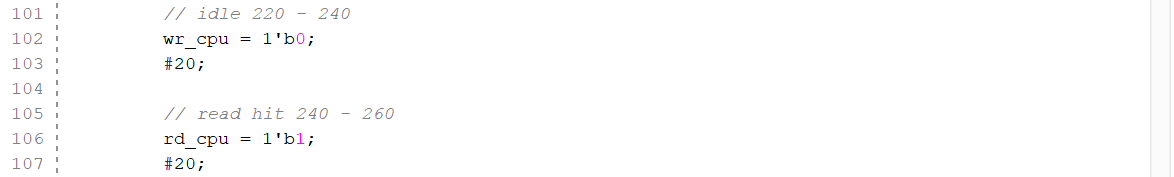 101 // idle 220 - 240
102 wr_cpu = 1'b0;
103 #20;
104
105 // read hit 240 - 260
106 rd_cpu = 1'b1;
107 #20;